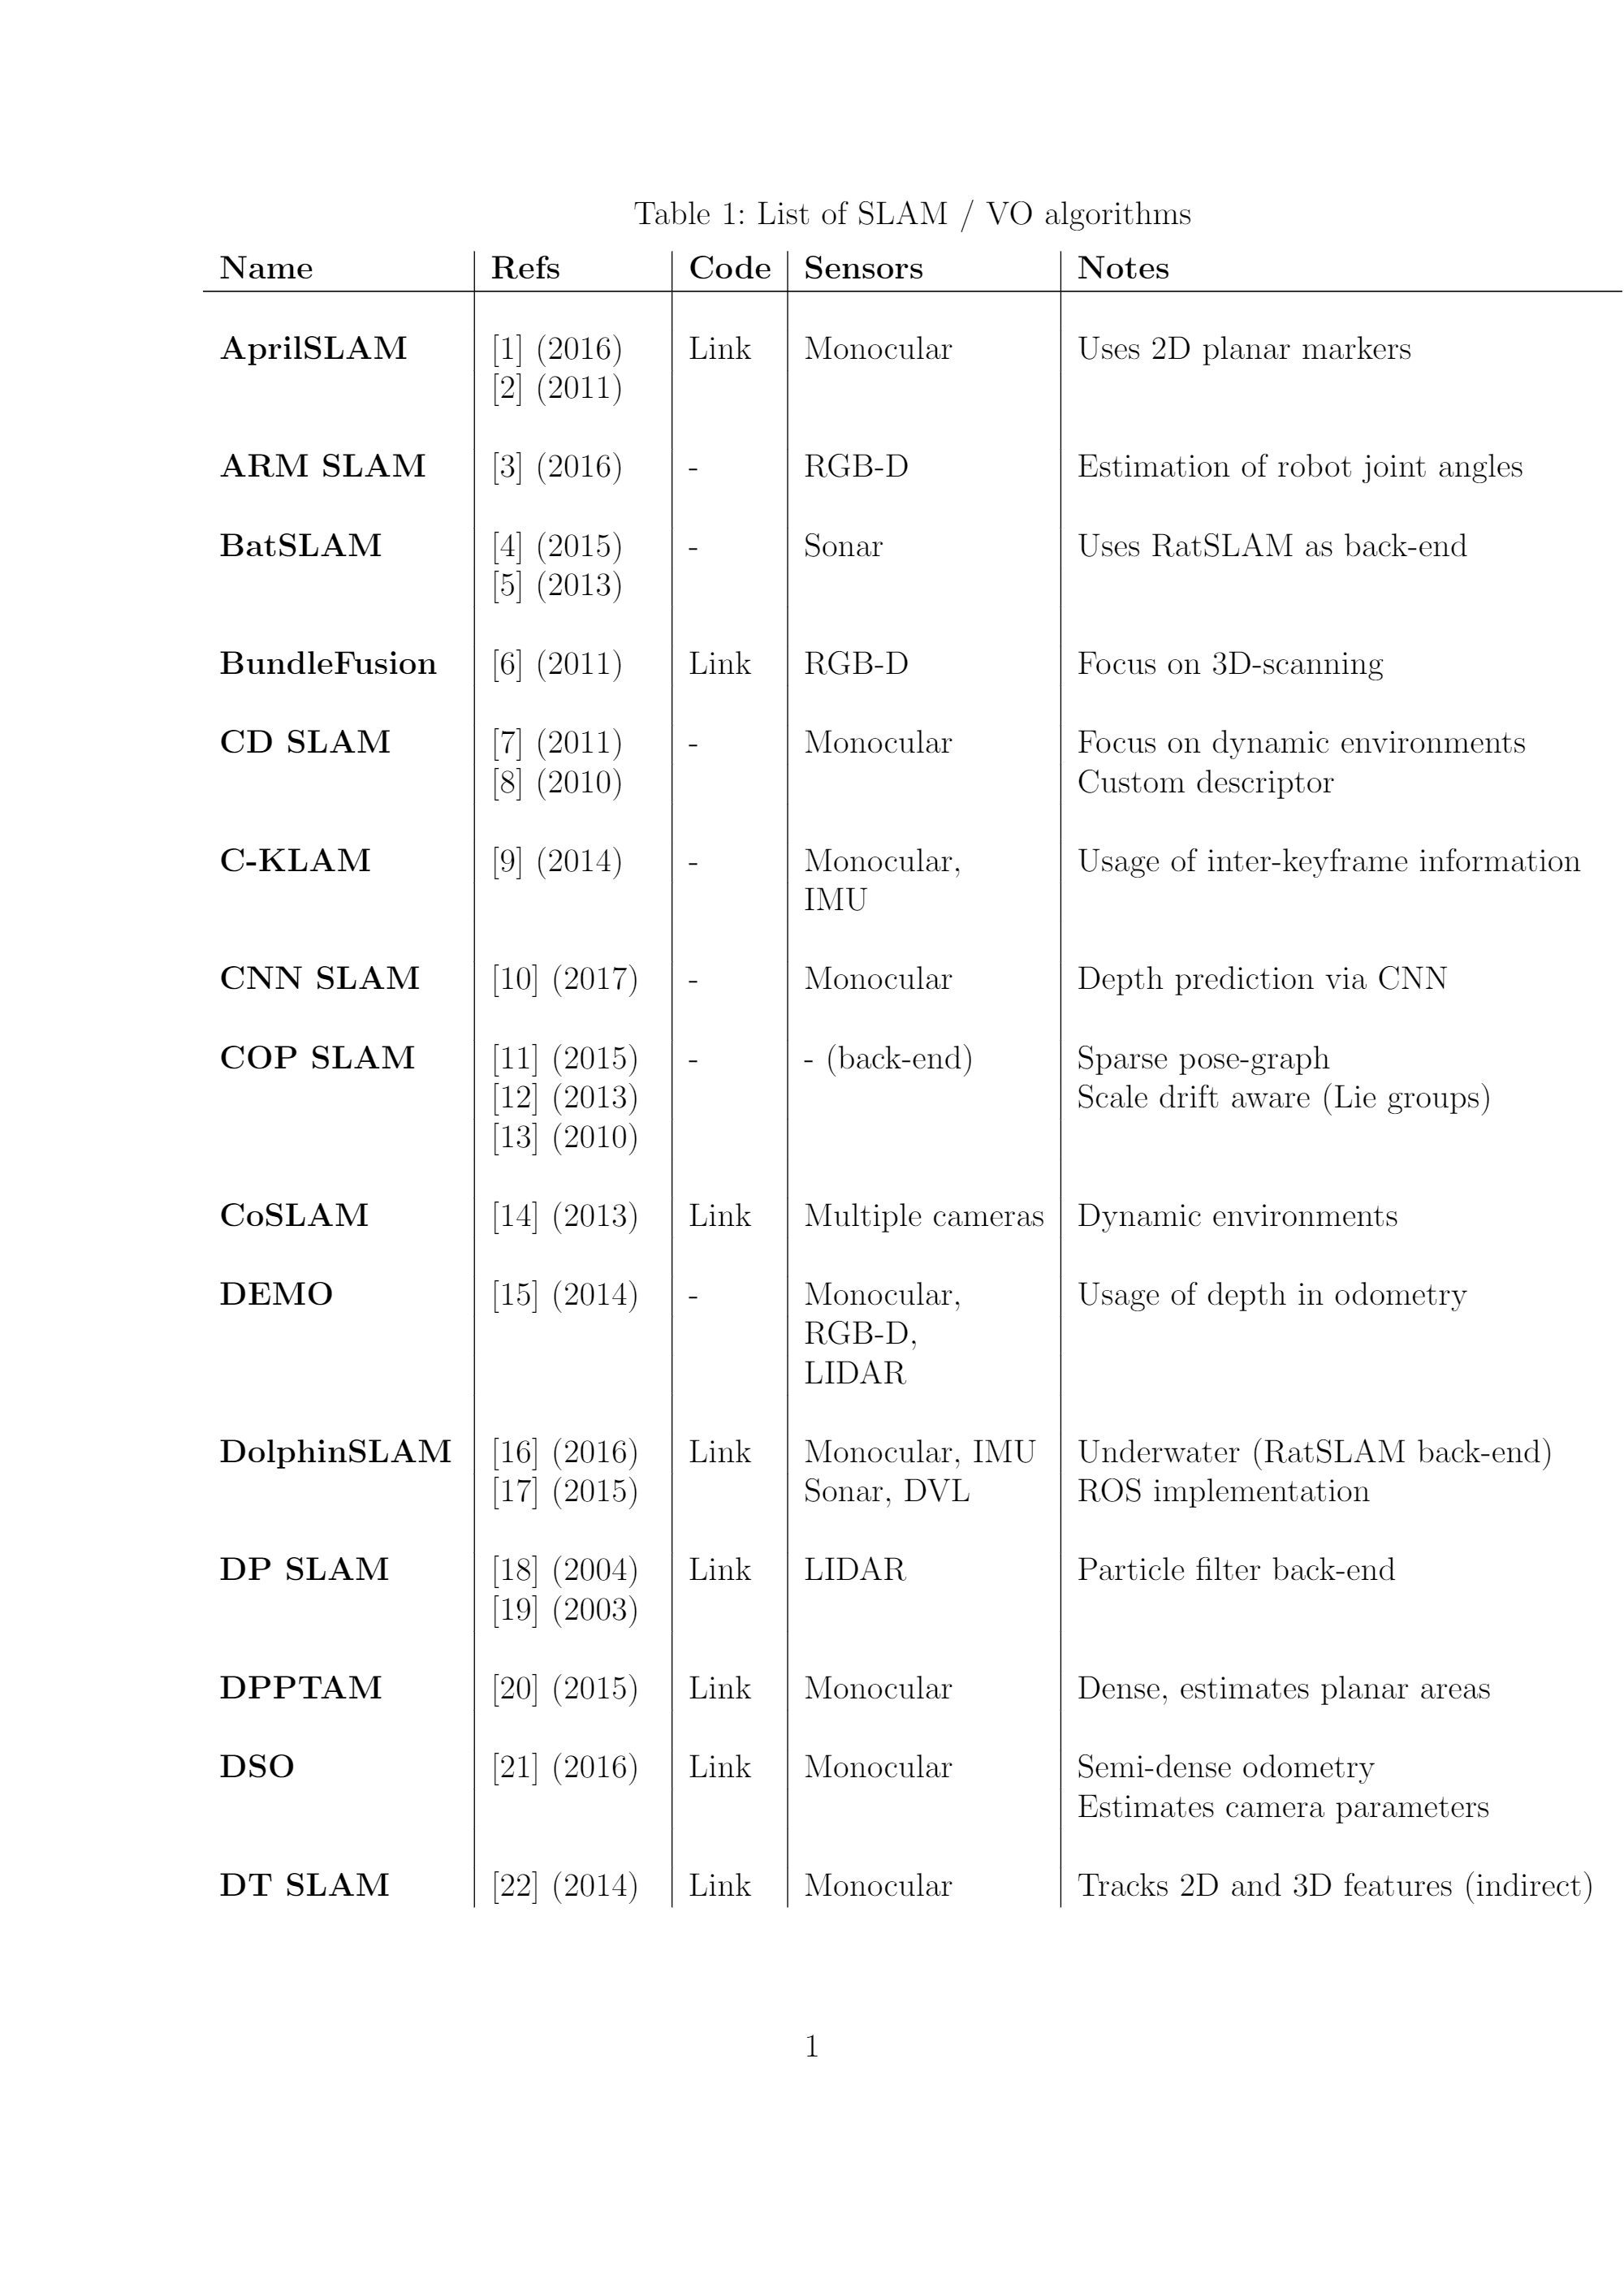 Table 1: List of SLAM / VO algorithms
Name Refs Code Sensors Notes
AprilSLAM [1] (2016) Link Monocular Uses 2D planar markers
[2] (2011)
ARM SLAM [3] (2016) - RGB-D Estimation of robot joint angles
BatSLAM [4] (2015) - Sonar Uses RatSLAM as back-end
[5] (2013)
BundleFusion [6] (2011) Link RGB-D Focus on 3D-scanning
CD SLAM [7] (2011) - Monocular Focus on dynamic environments
[8] (2010) Custom descriptor
C-KLAM [9] (2014) - Monocular, Usage of inter-keyframe information
IMU
CNN SLAM [10] (2017) - Monocular Depth prediction via CNN
COP SLAM [11] (2015) - - (back-end) Sparse pose-graph
[12] (2013) Scale drift aware (Lie groups)
[13] (2010)
CoSLAM [14] (2013) Link Multiple cameras Dynamic environments
DEMO [15] (2014) - Monocular, Usage of depth in odometry
RGB-D,
LIDAR
DolphinSLAM [16] (2016) Link Monocular, IMU Underwater (RatSLAM back-end)
[17] (2015) Sonar, DVL ROS implementation
DP SLAM [18] (2004) Link LIDAR Particle filter back-end
[19] (2003)
DPPTAM [20] (2015) Link Monocular Dense, estimates planar areas
DSO [21] (2016) Link Monocular Semi-dense odometry
Estimates camera parameters
DT SLAM [22] (2014) Link Monocular Tracks 2D and 3D features (indirect)
1